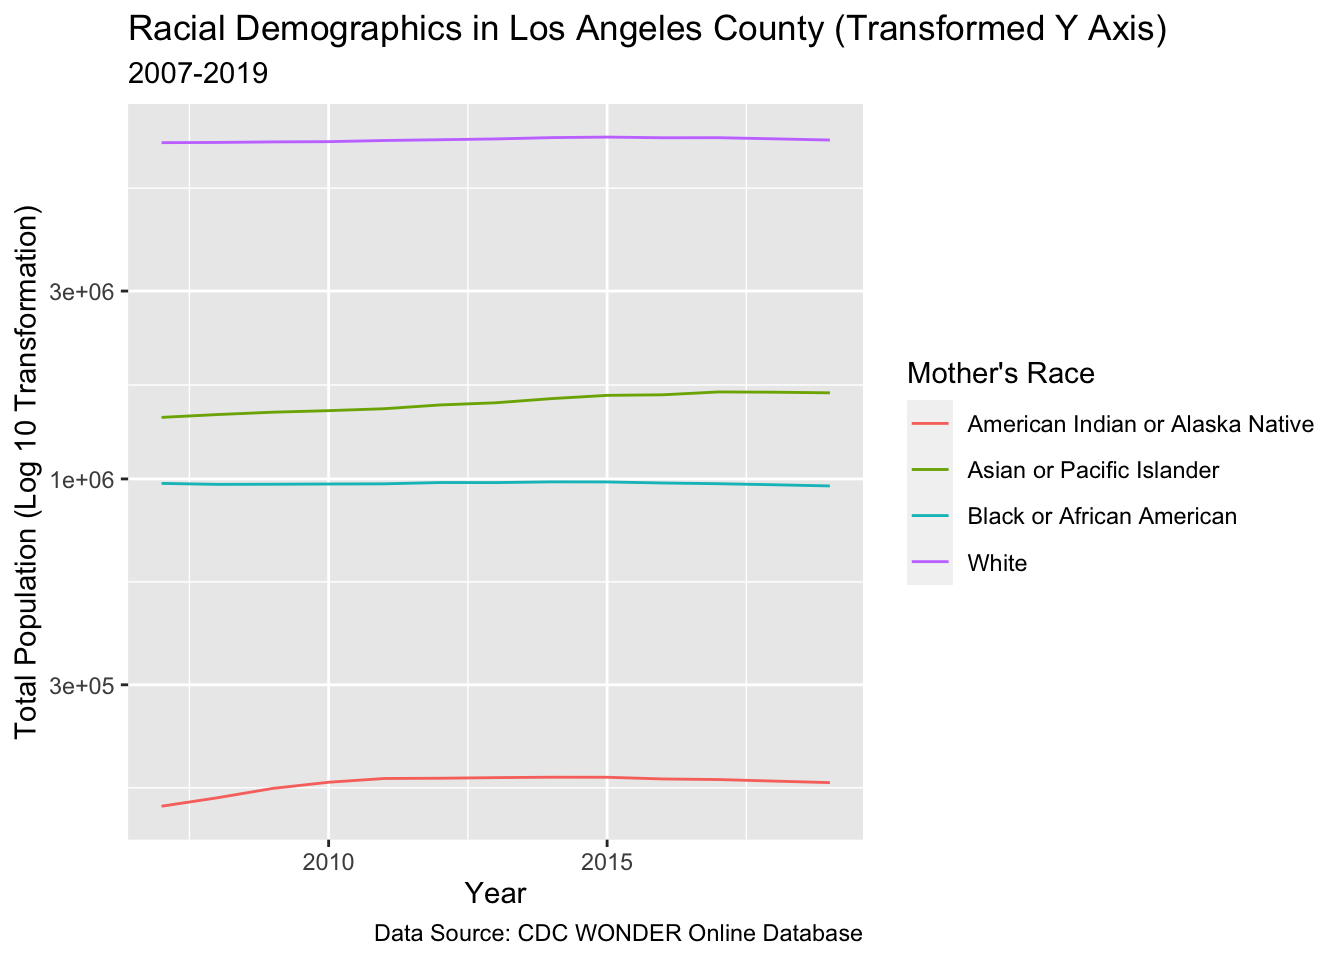 Racial Demographics in Los Angeles County (Transformed Y Axis)
2007-2019
Total Population (Log 10 Transformation)
3e+06
1e+06
3e+05
2010
2015
Year
Mother's Race
American Indian or Alaska Native
Asian or Pacific Islander
Black or African American
White
Data Source: CDC WONDER Online Database